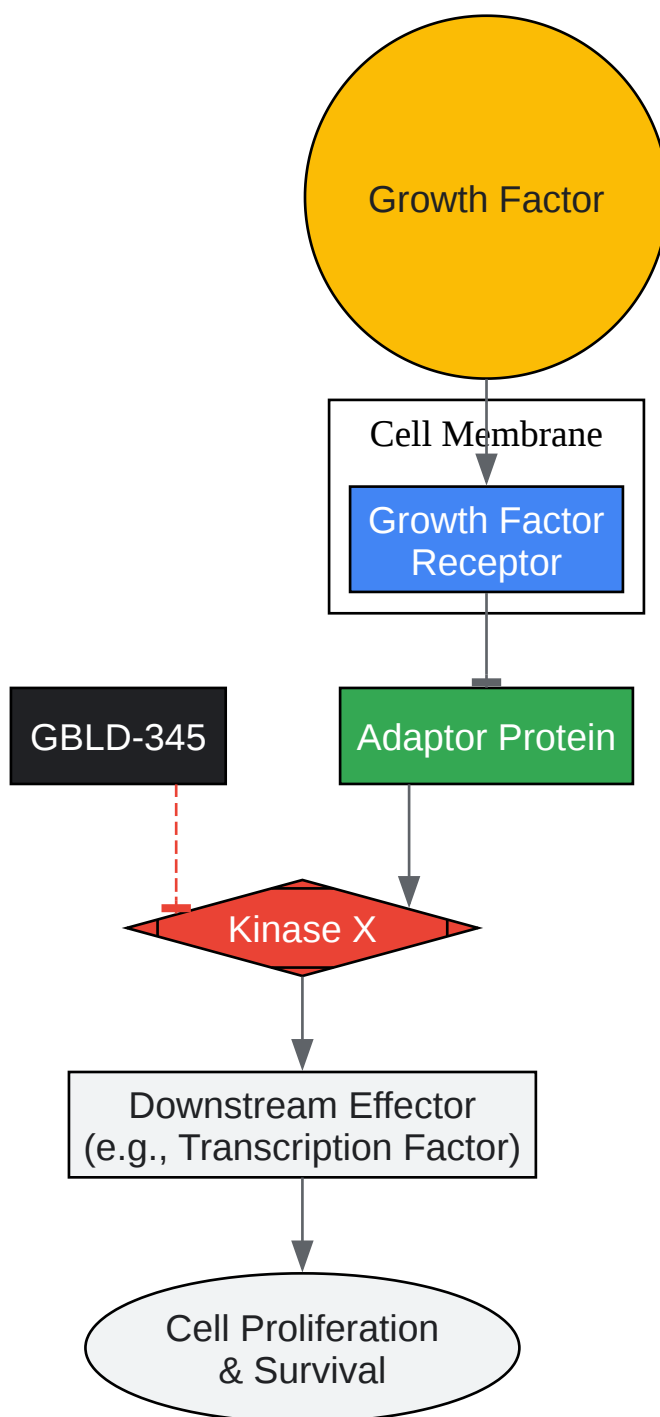 Growth Factor
Cell Membrane
Growth Factor
Receptor
GBLD-345
Adaptor Protein
Kinase X
Downstream Effector
(e.g., Transcription Factor)
Cell Proliferation
& Survival